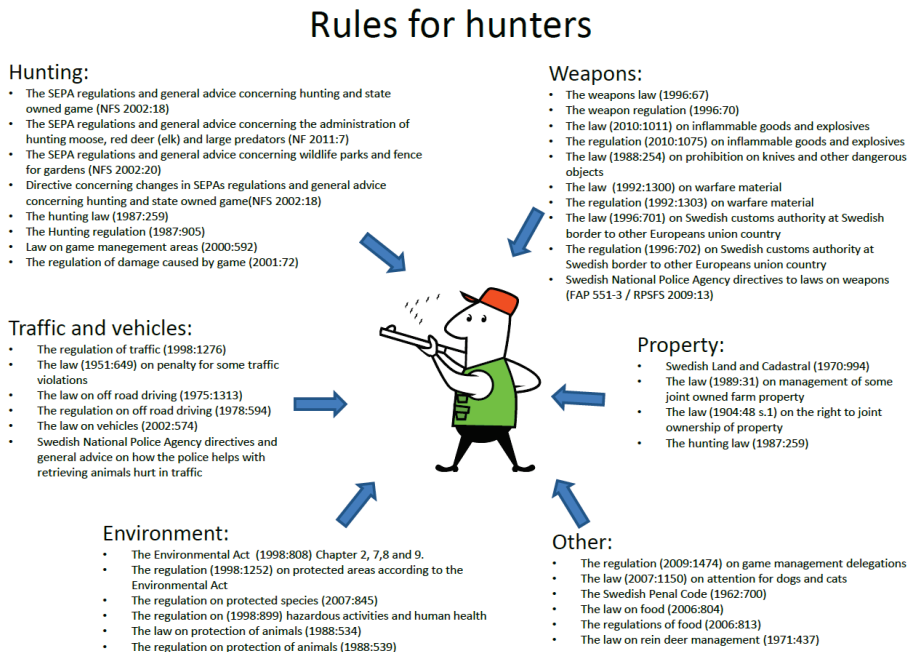 Rules for hunters
Hunting:
• The SEPA regulations and general advice concerning hunting and state
owned game (NFS 2002:18)
• The SEPA regulations and general advice concerning the administration of
hunting moose, red deer (elk) and large predators (NF 2011:7)
• The SEPA regulations and general advice concerning wildlife parks and fence
for gardens (NFS 2002:20)
• Directive concerning changes in SEPAs regulations and general advice
concerning hunting and state owned game(NFS 2002:18)
• The hunting law (1987:259)
• The Hunting regulation (1987:905)
• Law on game manegement areas (2000:592)
• The regulation of damage caused by game (2001:72)
Weapons:
• The weapons law (1996:67)
• The weapon regulation (1996:70)
• The law (2010:1011) on inflammable goods and explosives
• The regulation (2010:1075) on inflammable goods and explosives
• The law (1988:254) on prohibition on knives and other dangerous
objects
• The law (1992:1300) on warfare material
• The regulation (1992:1303) on warfare material
• The law (1996:701) on Swedish customs authority at Swedish
border to other Europeans union country
• The regulation (1996:702) on Swedish customs authority at
Swedish border to other Europeans union country
• Swedish National Police Agency directives to laws on weapons
(FAP 551-3 / RPSFS 2009:13)
Traffic and vehicles:
• The regulation of traffic (1998:1276)
• The law (1951:649) on penalty for some traffic
violations
• The law on off road driving (1975:1313)
• The regulation on off road driving (1978:594)
• The law on vehicles (2002:574)
• Swedish National Police Agency directives and
general advice on how the police helps with
retrieving animals hurt in traffic
Property:
• Swedish Land and Cadastral (1970:994)
• The law (1989:31) on management of some
joint owned farm property
• The law (1904:48 s.1) on the right to joint
ownership of property
• The hunting law (1987:259)
Environment:
• The Environmental Act (1998:808) Chapter 2, 7,8 and 9.
• The regulation (1998:1252) on protected areas according to the
Environmental Act
• The regulation on protected species (2007:845)
• The regulation on (1998:899) hazardous activities and human health
• The law on protection of animals (1988:534)
• The regulation on protection of animals (1988:539)
Other:
• The regulation (2009:1474) on game management delegations
• The law (2007:1150) on attention for dogs and cats
• The Swedish Penal Code (1962:700)
• The law on food (2006:804)
• The regulations of food (2006:813)
• The law on rein deer management (1971:437)